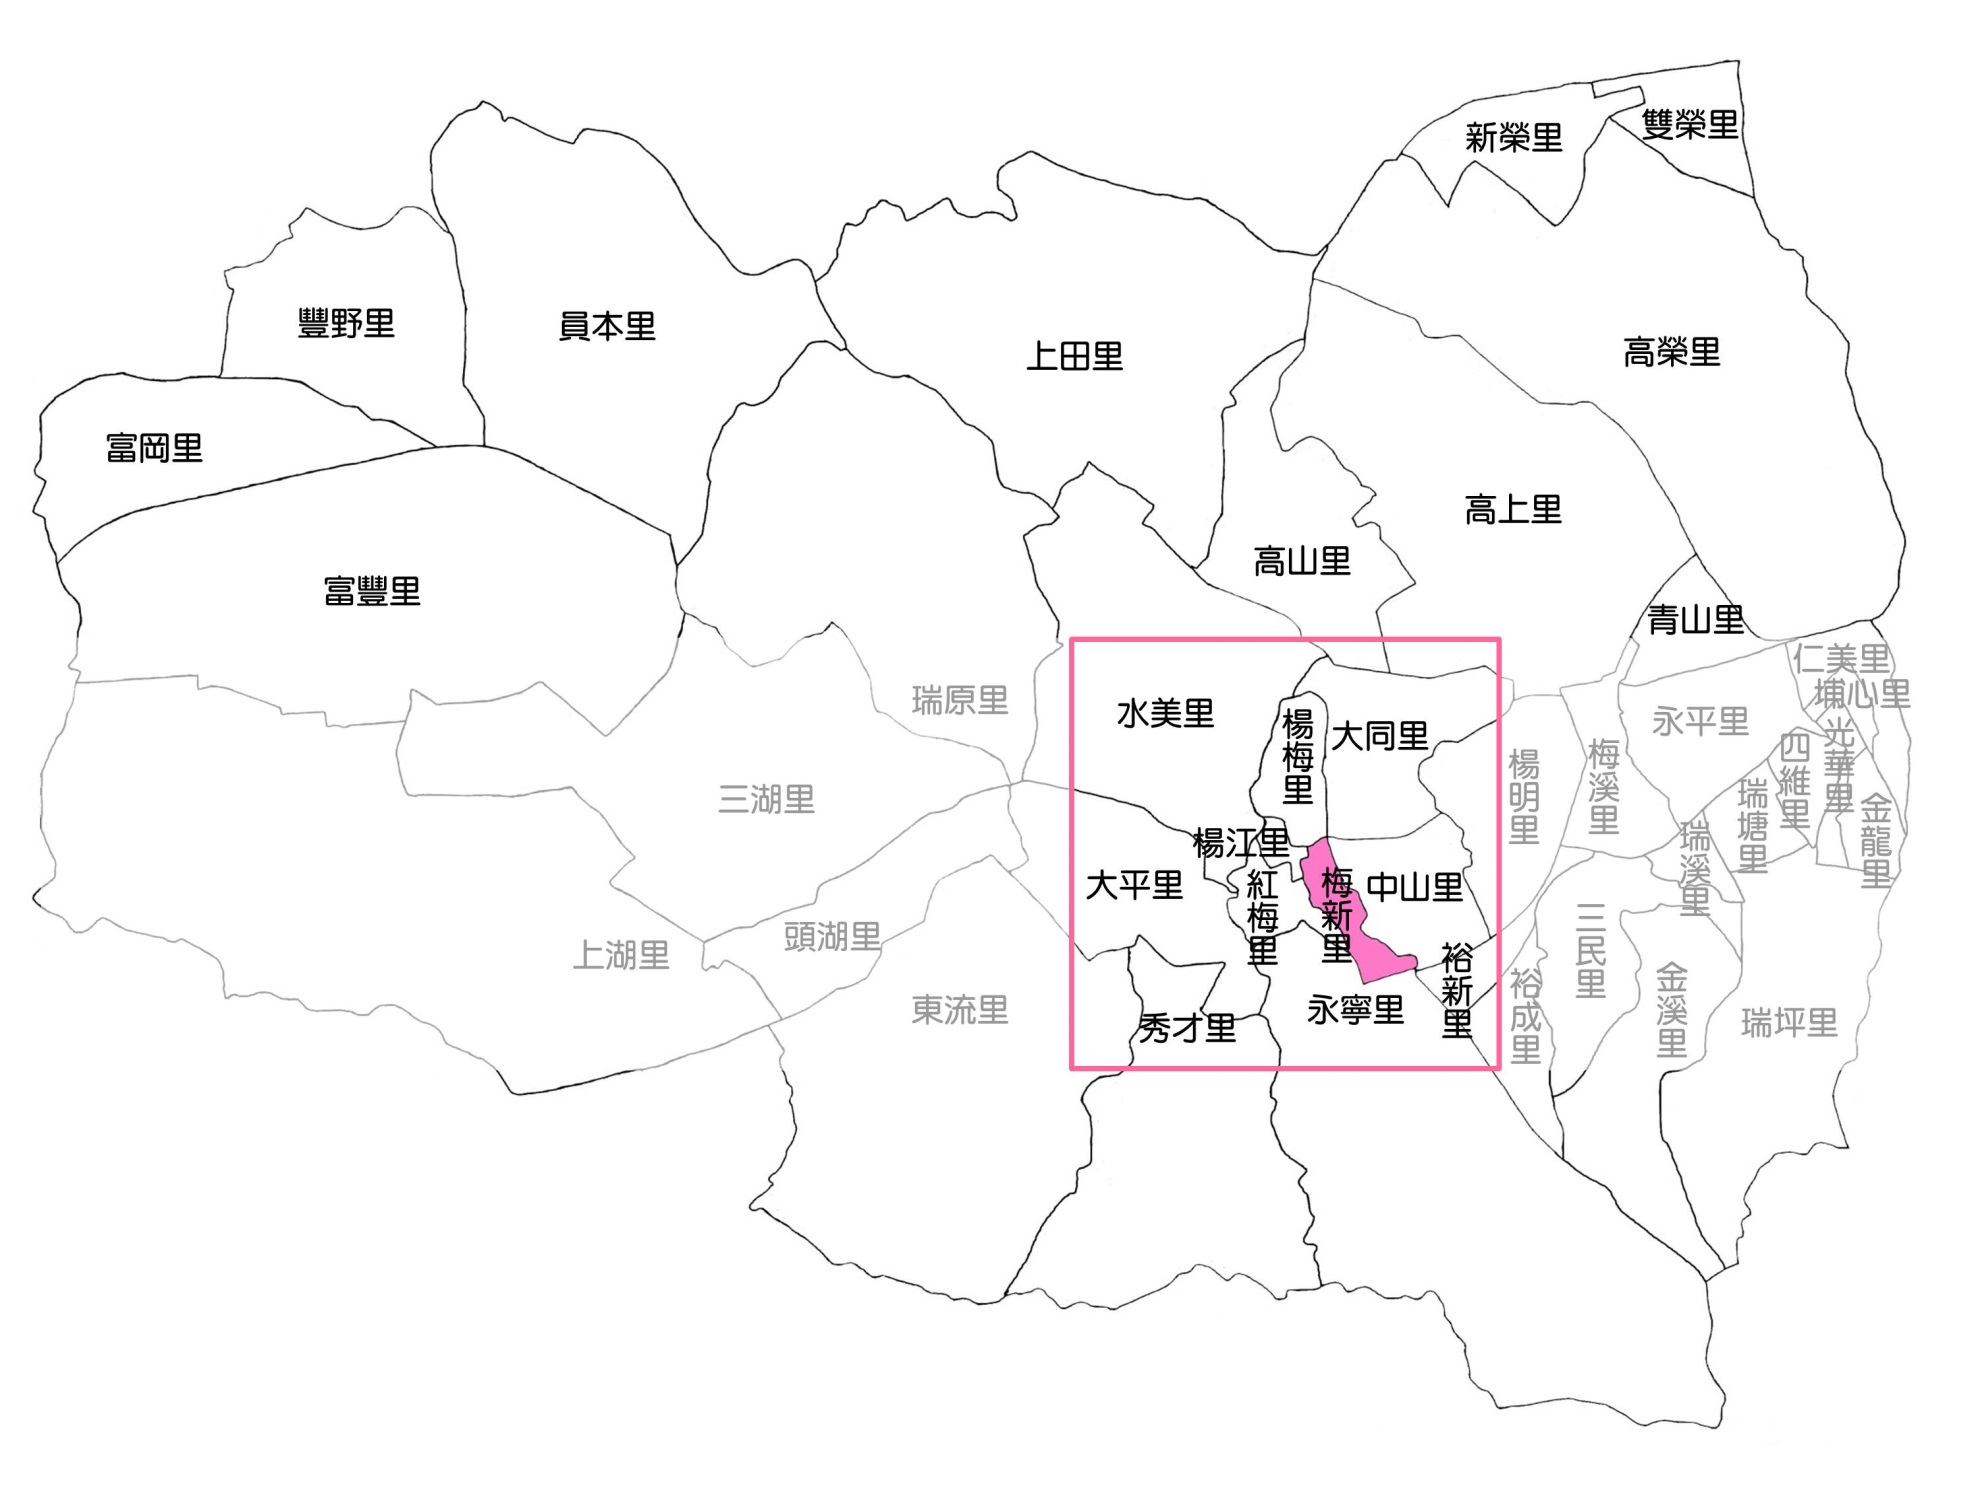 雙榮里
新榮里
豐野里
員本里
高榮里
上田里
富岡里
高上里
高山里
富豐里
青山里
仁美里
埔心里
瑞原里
水美里
永平里
大同里
楊梅里
光華里
四維里
梅溪里
楊明里
三湖里
瑞塘里
金龍里
楊江里
瑞溪里
大平里
中山里
紅梅里
梅新里
頭湖里
上湖里
三民里
裕新里
東流里
永寧里
秀才里
裕成里
金溪里
瑞坪里